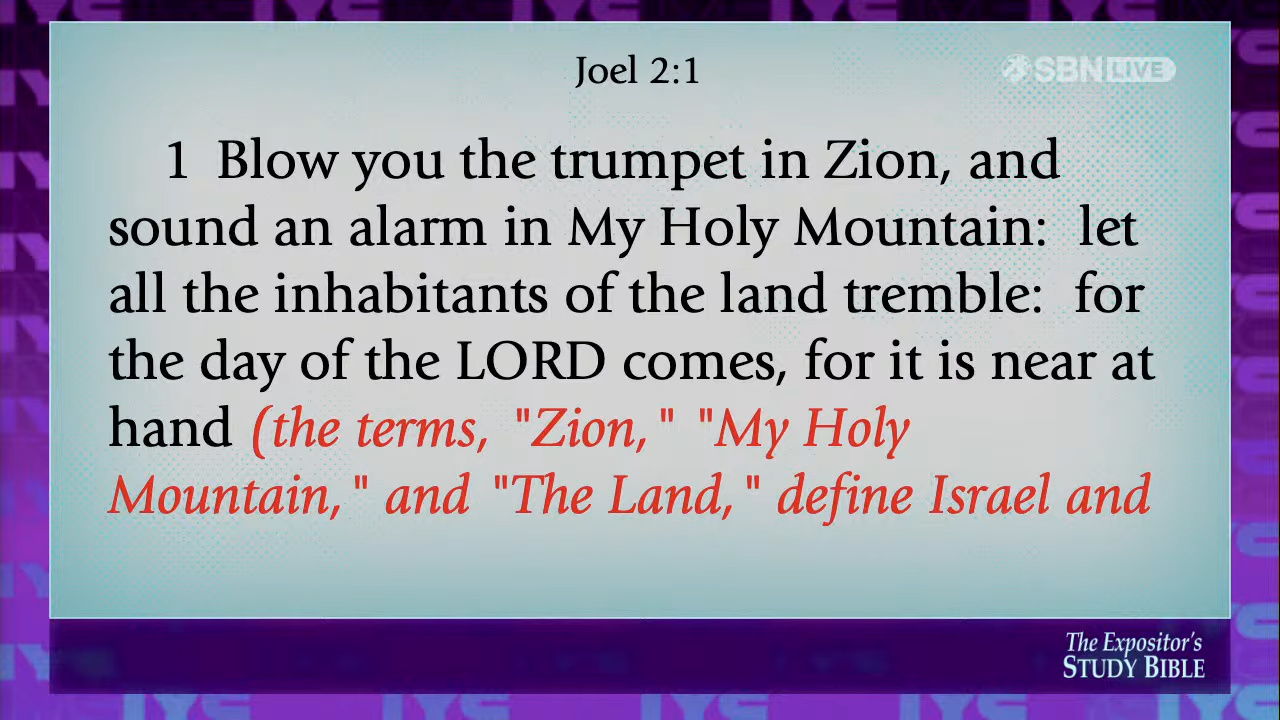 Joel 2:1
SBN LIVE
1 Blow you the trumpet in Zion, and
sound an alarm in My Holy Mountain: let
all the inhabitants of the land tremble: for
the day of the LORD comes, for it is near at
hand (the terms, "Zion," "My Holy
Mountain," and "The Land," define Israel and
The Expositor's
STUDY BIBLE